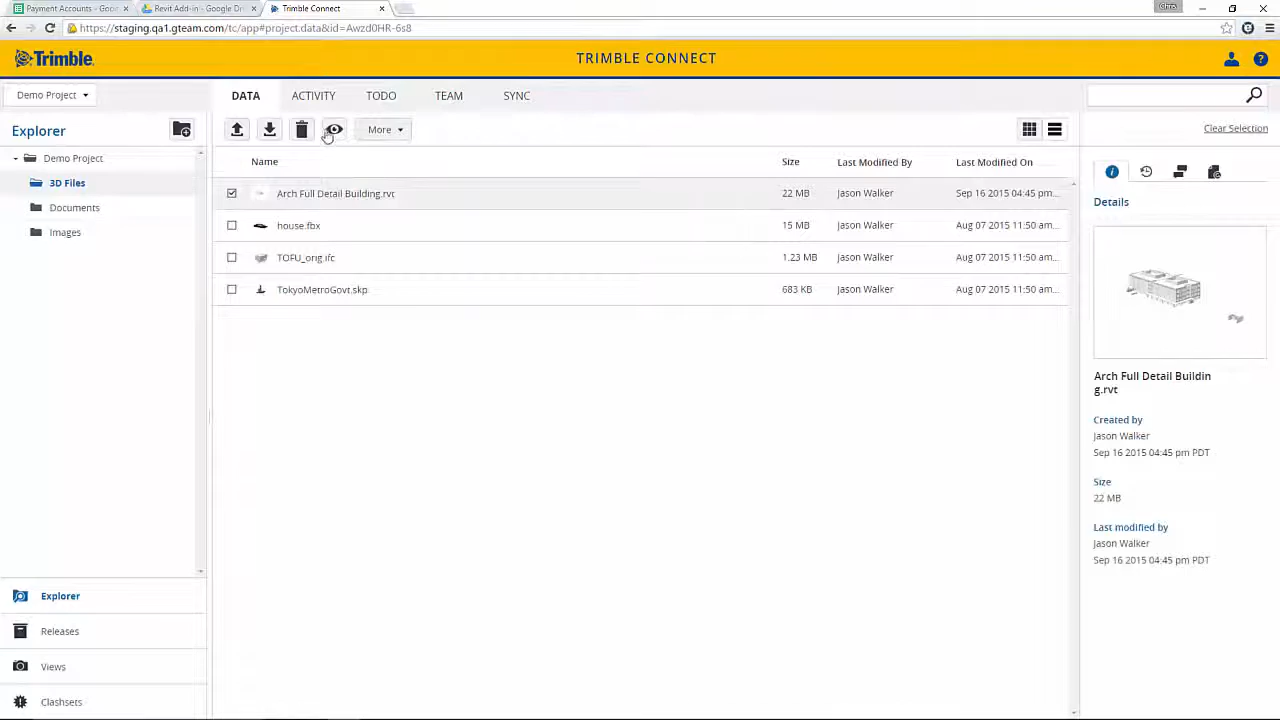 Payment Accounts - Goo
Revit Add-in - Google Dr
Trimble Connect
Chris
https://staging.qa1.gteam.com/tc/app#project.data&id=Awzd0HR-6s8
Trimble.
TRIMBLE CONNECT
Demo Project
DATA
ACTIVITY
TODO
TEAM
SYNC
Explorer
More
Clear Selection
Demo Project
3D Files
Documents
Images
Name
Size
Last Modified By
Last Modified On
Arch Full Detail Building.rvt
22 MB
Jason Walker
Sep 16 2015 04:45 pm...
house.fbx
15 MB
Jason Walker
Aug 07 2015 11:50 am...
TOFU_orig.ifc
1.23 MB
Jason Walker
Aug 07 2015 11:50 am...
TokyoMetroGovt.skp
683 KB
Jason Walker
Aug 07 2015 11:50 am...
Details
Arch Full Detail Buildin
g.rvt
Created by
Jason Walker
Sep 16 2015 04:45 pm PDT
Size
22 MB
Last modified by
Jason Walker
Sep 16 2015 04:45 pm PDT
Explorer
Releases
Views
Clashsets